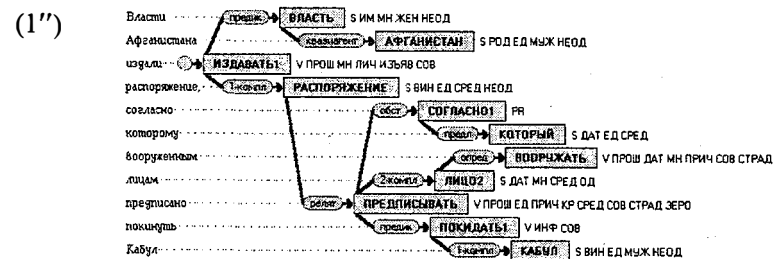 (1'')
Власти предик ВЛАСТЬ S ИМ МН ЖЕН НЕОД
Афганистана квазиагент АФГАНИСТАН S РОД ЕД МУЖ НЕОД
издали ИЗДАВАТЬ1 V ПРОШ МН ЛИЧ ИЗЪЯВ СОВ
распоряжение, 1-компл РАСПОРЯЖЕНИЕ S ВИН ЕД СРЕД НЕОД
согласно обст СОГЛАСНО1 PR
которому предл КОТОРЫЙ S ДАТ ЕД СРЕД
вооруженным опред ВООРУЖАТЬ V ПРОШ ДАТ МН ПРИЧ СОВ СТРАД
лицам 2-компл ЛИЦО2 S ДАТ МН СРЕД ОД
предписано релят ПРЕДПИСЫВАТЬ V ПРОШ ЕД ПРИЧ КР СРЕД СОВ СТРАД ЗЕРО
покинуть предик ПОКИДАТЬ1 V ИНФ СОВ
Кабул 1-компл КАБУЛ S ВИН ЕД МУЖ НЕОД